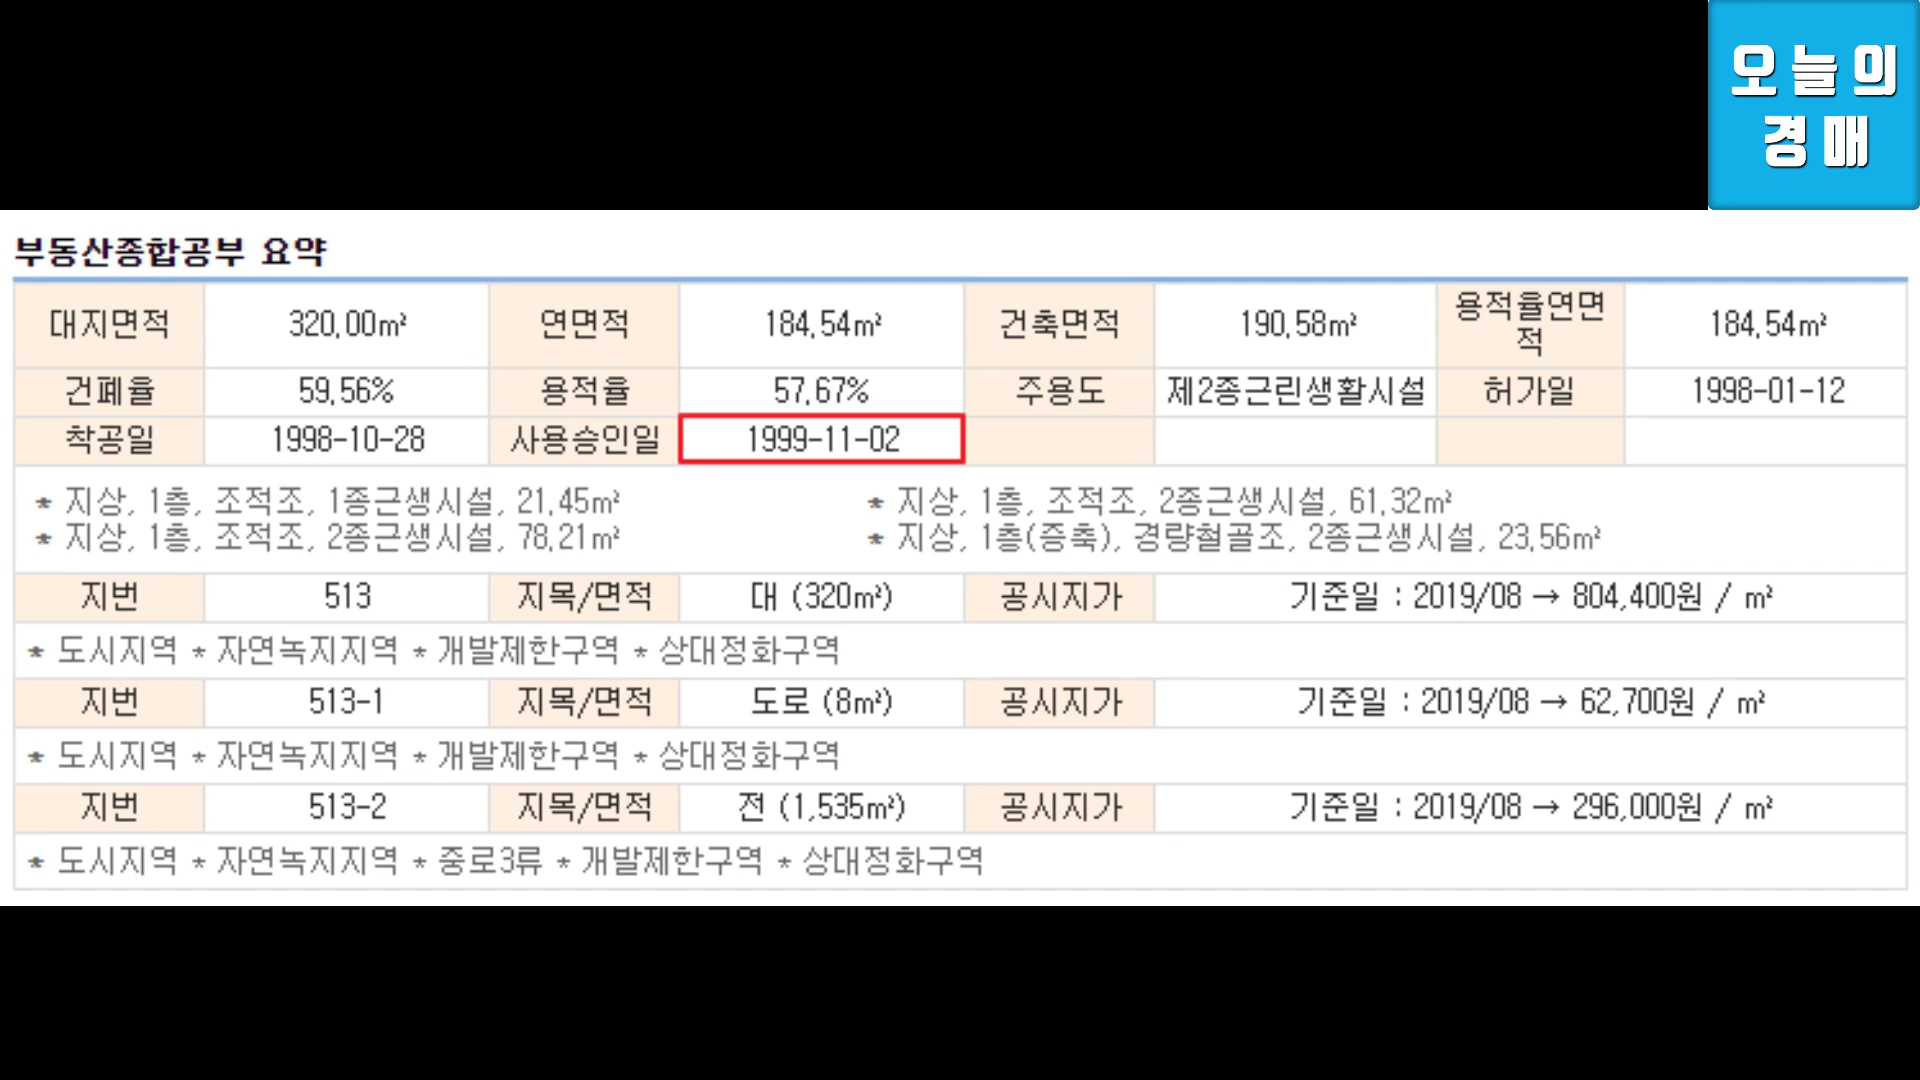 오늘의
경매
부동산종합공부 요약
대지면적 320.00㎡ 연면적 184.54㎡ 건축면적 190.58㎡ 용적율연면적 184.54㎡
건폐율 59.56% 용적율 57.67% 주용도 제2종근린생활시설 허가일 1998-01-12
착공일 1998-10-28 사용승인일 1999-11-02
* 지상, 1층, 조적조, 1종근생시설, 21.45㎡ * 지상, 1층, 조적조, 2종근생시설, 61.32㎡
* 지상, 1층, 조적조, 2종근생시설, 78.21㎡ * 지상, 1층(증축), 경량철골조, 2종근생시설, 23.56㎡
지번 513 지목/면적 대 (320㎡) 공시지가 기준일 : 2019/08 → 804,400원 / ㎡
* 도시지역 * 자연녹지지역 * 개발제한구역 * 상대정화구역
지번 513-1 지목/면적 도로 (8㎡) 공시지가 기준일 : 2019/08 → 62,700원 / ㎡
* 도시지역 * 자연녹지지역 * 개발제한구역 * 상대정화구역
지번 513-2 지목/면적 전 (1,535㎡) 공시지가 기준일 : 2019/08 → 296,000원 / ㎡
* 도시지역 * 자연녹지지역 * 중로3류 * 개발제한구역 * 상대정화구역